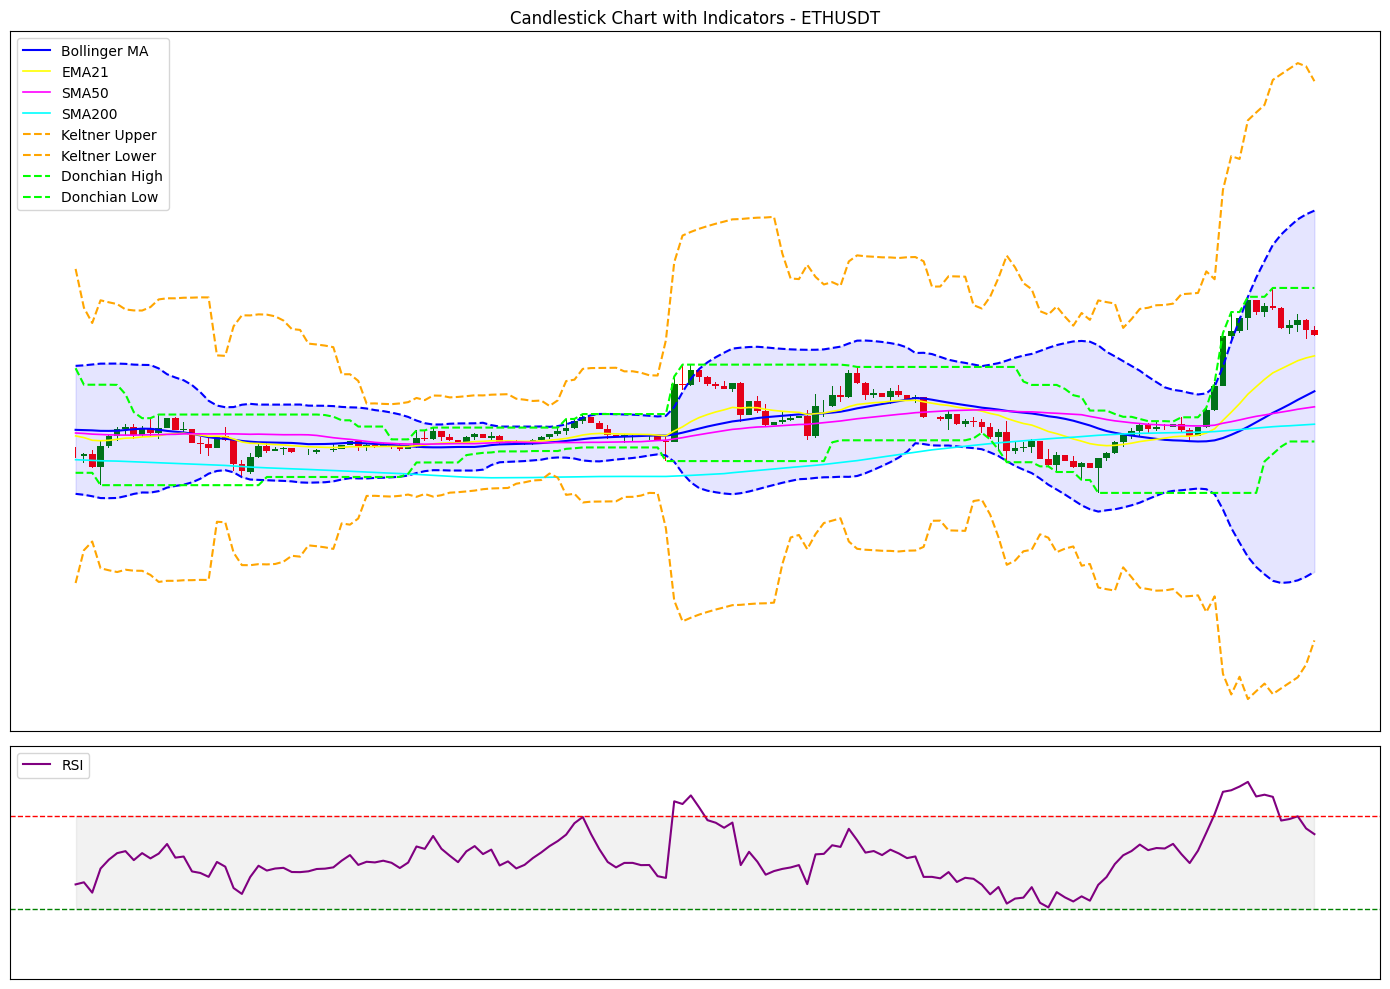 Candlestick Chart with Indicators - ETHUSDT
Bollinger MA
EMA21
SMA50
SMA200
Keltner Upper
Keltner Lower
Donchian High
Donchian Low
RSI